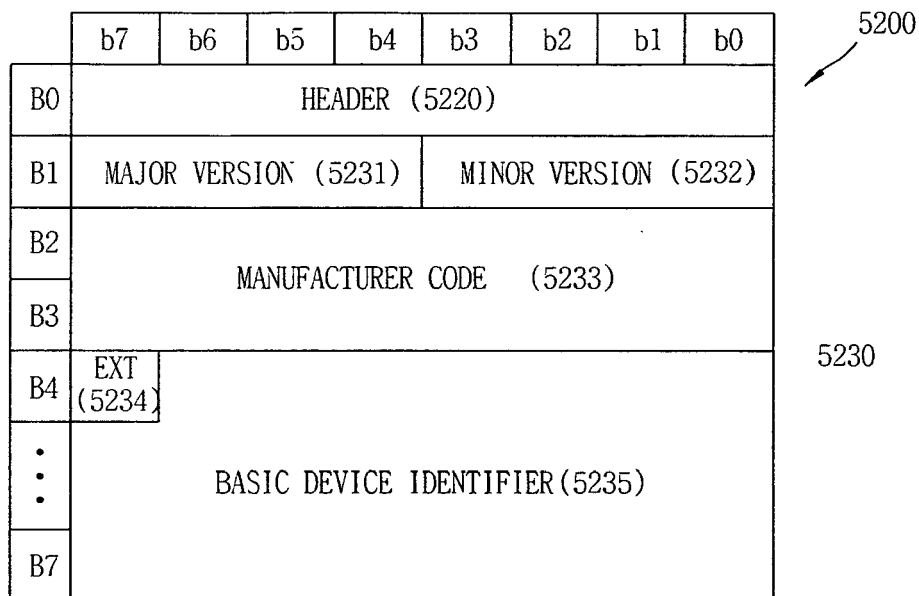 b7 b6 b5 b4 b3 b2 b1 b0
5200
B0 HEADER (5220)
B1 MAJOR VERSION (5231) MINOR VERSION (5232)
B2
MANUFACTURER CODE (5233)
B3
5230
B4 EXT
(5234)
BASIC DEVICE IDENTIFIER(5235)
B7